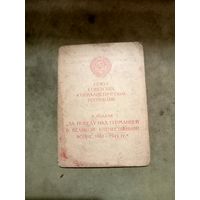 СОЮЗ
СОВЕТСКИХ
СОЦИАЛИСТИЧЕСКИХ
РЕСПУБЛИК
К МЕДАЛИ
„ЗА ПОБЕДУ НАД ГЕРМАНИЕЙ
В ВЕЛИКОЙ ОТЕЧЕСТВЕННОЙ
ВОЙНЕ 1941–1945 гг."